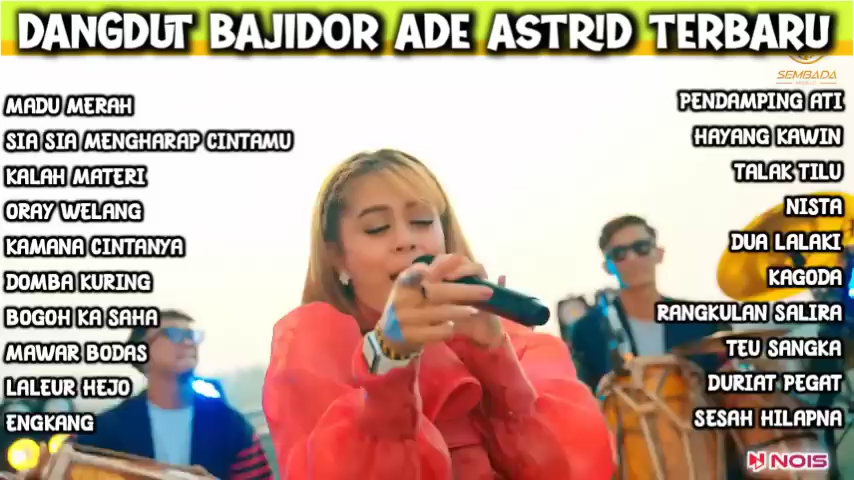 DANGDUT BAJIDOR ADE ASTRID TERBARU
SEMBADA
MADU MERAH
SIA SIA MENGHARAP CINTAMU
KALAH MATERI
ORAY WELANG
KAMANA CINTANYA
DOMBA KURING
BOGOH KA SAHA
MAWAR BODAS
LALEUR HEJO
ENGKANG
PENDAMPING ATI
HAYANG KAWIN
TALAK TILU
NISTA
DUA LALAKI
KAGODA
RANGKULAN SALIRA
TEU SANGKA
DURIAT PEGAT
SESAH HILAPNA
NOIS